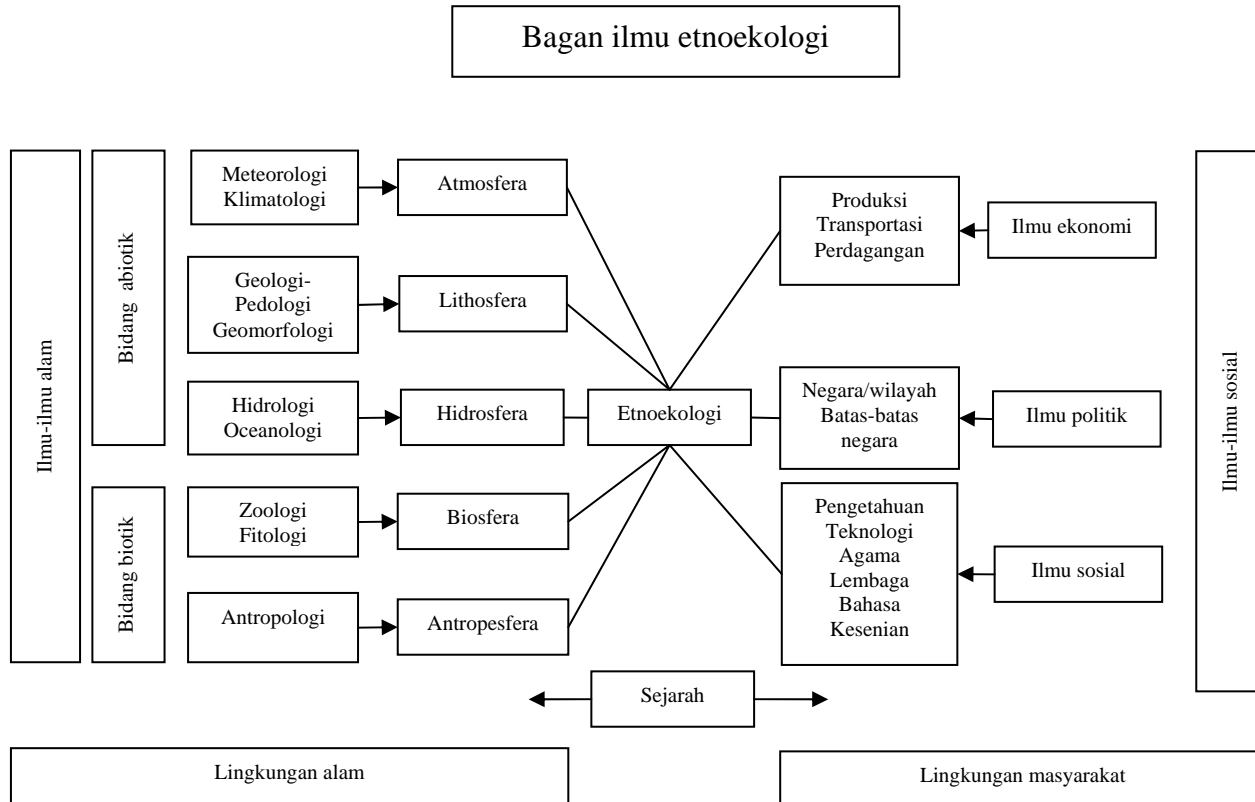 Bagan ilmu etnoekologi
Ilmu-ilmu alam
Bidang abiotik
Bidang biotik
Meteorologi
Klimatologi
Atmosfera
Geologi-
Pedologi
Geomorfologi
Lithosfera
Hidrologi
Oceanologi
Hidrosfera
Zoologi
Fitologi
Biosfera
Antropologi
Antropesfera
Etnoekologi
Produksi
Transportasi
Perdagangan
Ilmu ekonomi
Negara/wilayah
Batas-batas
negara
Ilmu politik
Pengetahuan
Teknologi
Agama
Lembaga
Bahasa
Kesenian
Ilmu sosial
Ilmu-ilmu sosial
Sejarah
Lingkungan alam
Lingkungan masyarakat